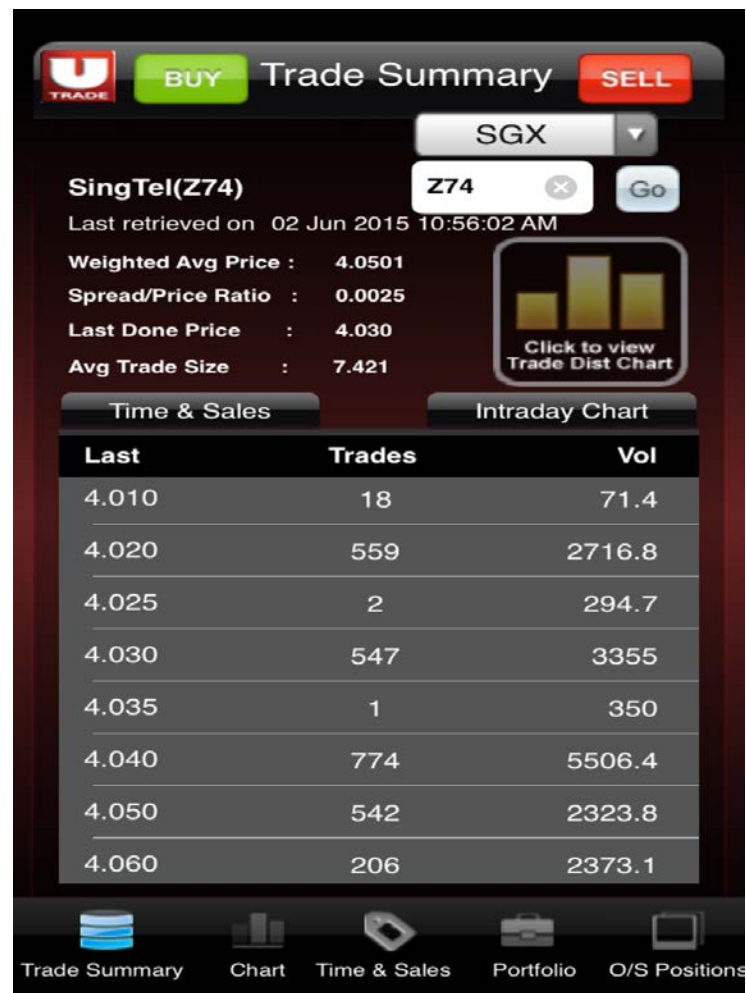 U
TRADE
BUY
Trade Summary
SELL
SGX
SingTel(Z74)
Z74
Go
Last retrieved on 02 Jun 2015 10:56:02 AM
Weighted Avg Price : 4.0501
Spread/Price Ratio : 0.0025
Last Done Price : 4.030
Avg Trade Size : 7.421
Click to view
Trade Dist Chart
Time & Sales
Intraday Chart
Last Trades Vol
4.010 18 71.4
4.020 559 2716.8
4.025 2 294.7
4.030 547 3355
4.035 1 350
4.040 774 5506.4
4.050 542 2323.8
4.060 206 2373.1
Trade Summary Chart Time & Sales Portfolio O/S Positions